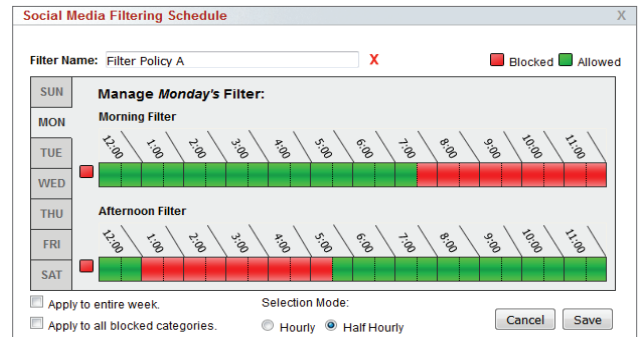 Social Media Filtering Schedule X
Filter Name: Filter Policy A X Blocked Allowed
SUN
MON
TUE
WED
THU
FRI
SAT
Manage Monday's Filter:
Morning Filter
12:00 1:00 2:00 3:00 4:00 5:00 6:00 7:00 8:00 9:00 10:00 11:00
Afternoon Filter
12:00 1:00 2:00 3:00 4:00 5:00 6:00 7:00 8:00 9:00 10:00 11:00
Apply to entire week.
Apply to all blocked categories.
Selection Mode:
Hourly Half Hourly
Cancel Save